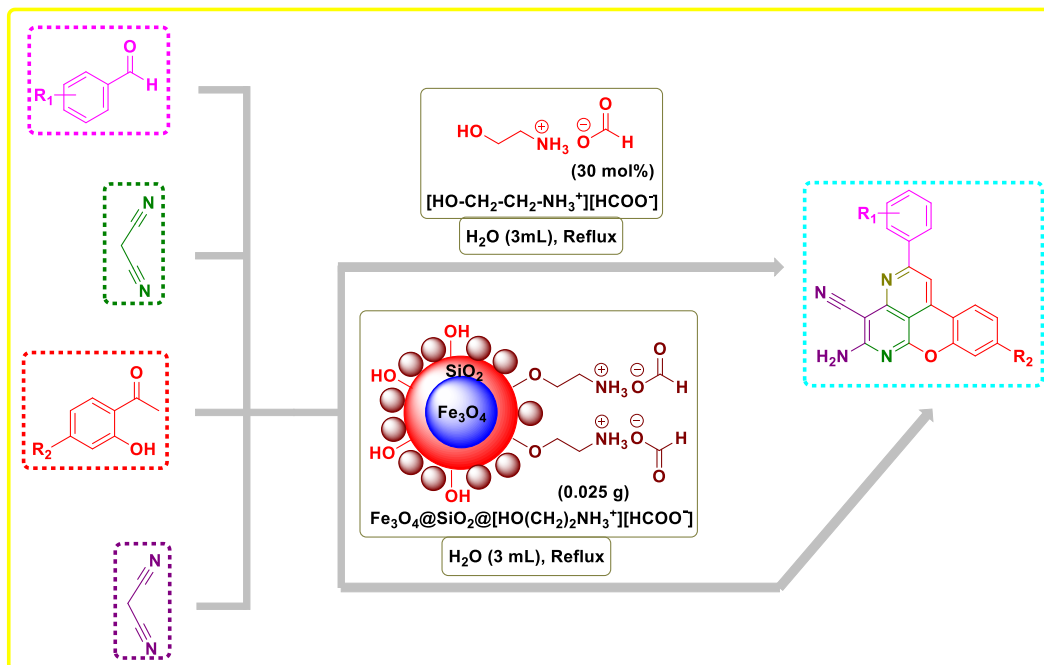 O
H
R₁
N
N
O
OH
R₂
N
N
HO
⊕
NH₃
⊖
O
O
H
(30 mol%)
[HO-CH₂-CH₂-NH₃⁺][HCOO⁻]
H₂O (3mL), Reflux
OH
HO
HO
HO
OH
SiO₂
Fe₃O₄
O
⊕
NH₃
⊖
O
O
H
O
⊕
NH₃
⊖
O
H
O
(0.025 g)
Fe₃O₄@SiO₂@[HO(CH₂)₂NH₃⁺][HCOO⁻]
H₂O (3 mL), Reflux
R₁
N
N
H₂N
N
O
R₂